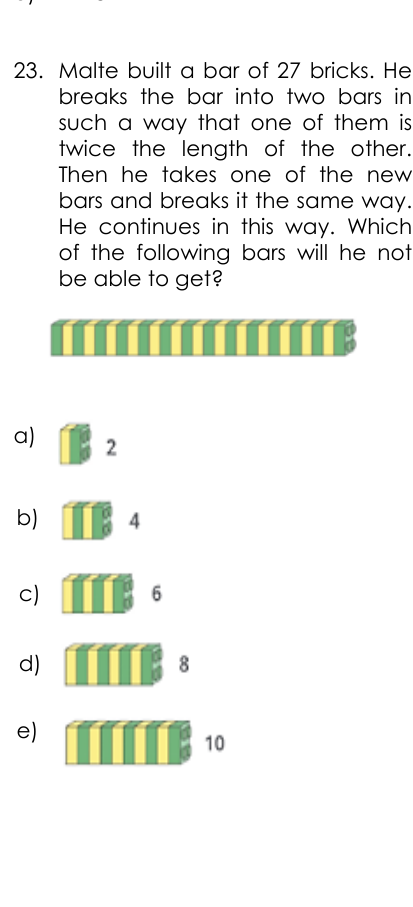 23. Malte built a bar of 27 bricks. He
breaks the bar into two bars in
such a way that one of them is
twice the length of the other.
Then he takes one of the new
bars and breaks it the same way.
He continues in this way. Which
of the following bars will he not
be able to get?
a) 2
b) 4
c) 6
d) 8
e) 10